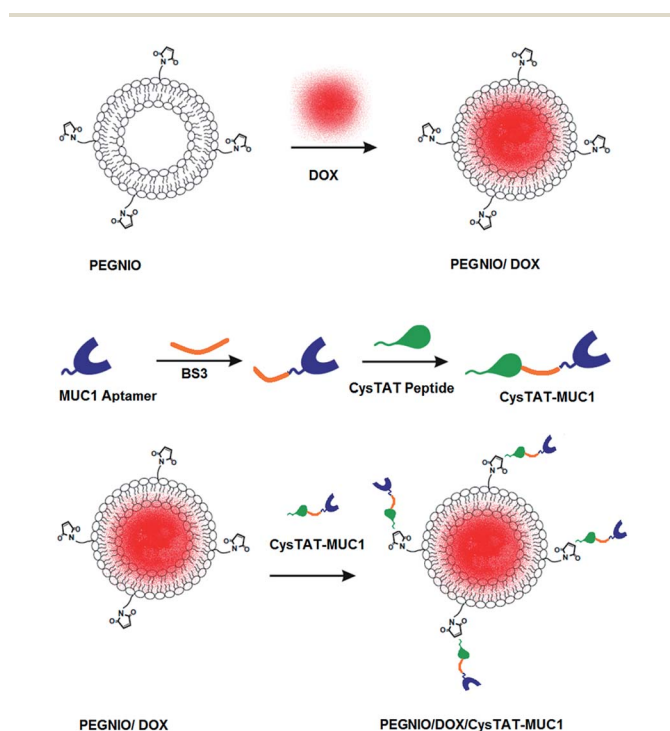 DOX
PEGNIO
PEGNIO/ DOX
BS3
MUC1 Aptamer
CysTAT Peptide
CysTAT-MUC1
CysTAT-MUC1
PEGNIO/ DOX
PEGNIO/DOX/CysTAT-MUC1